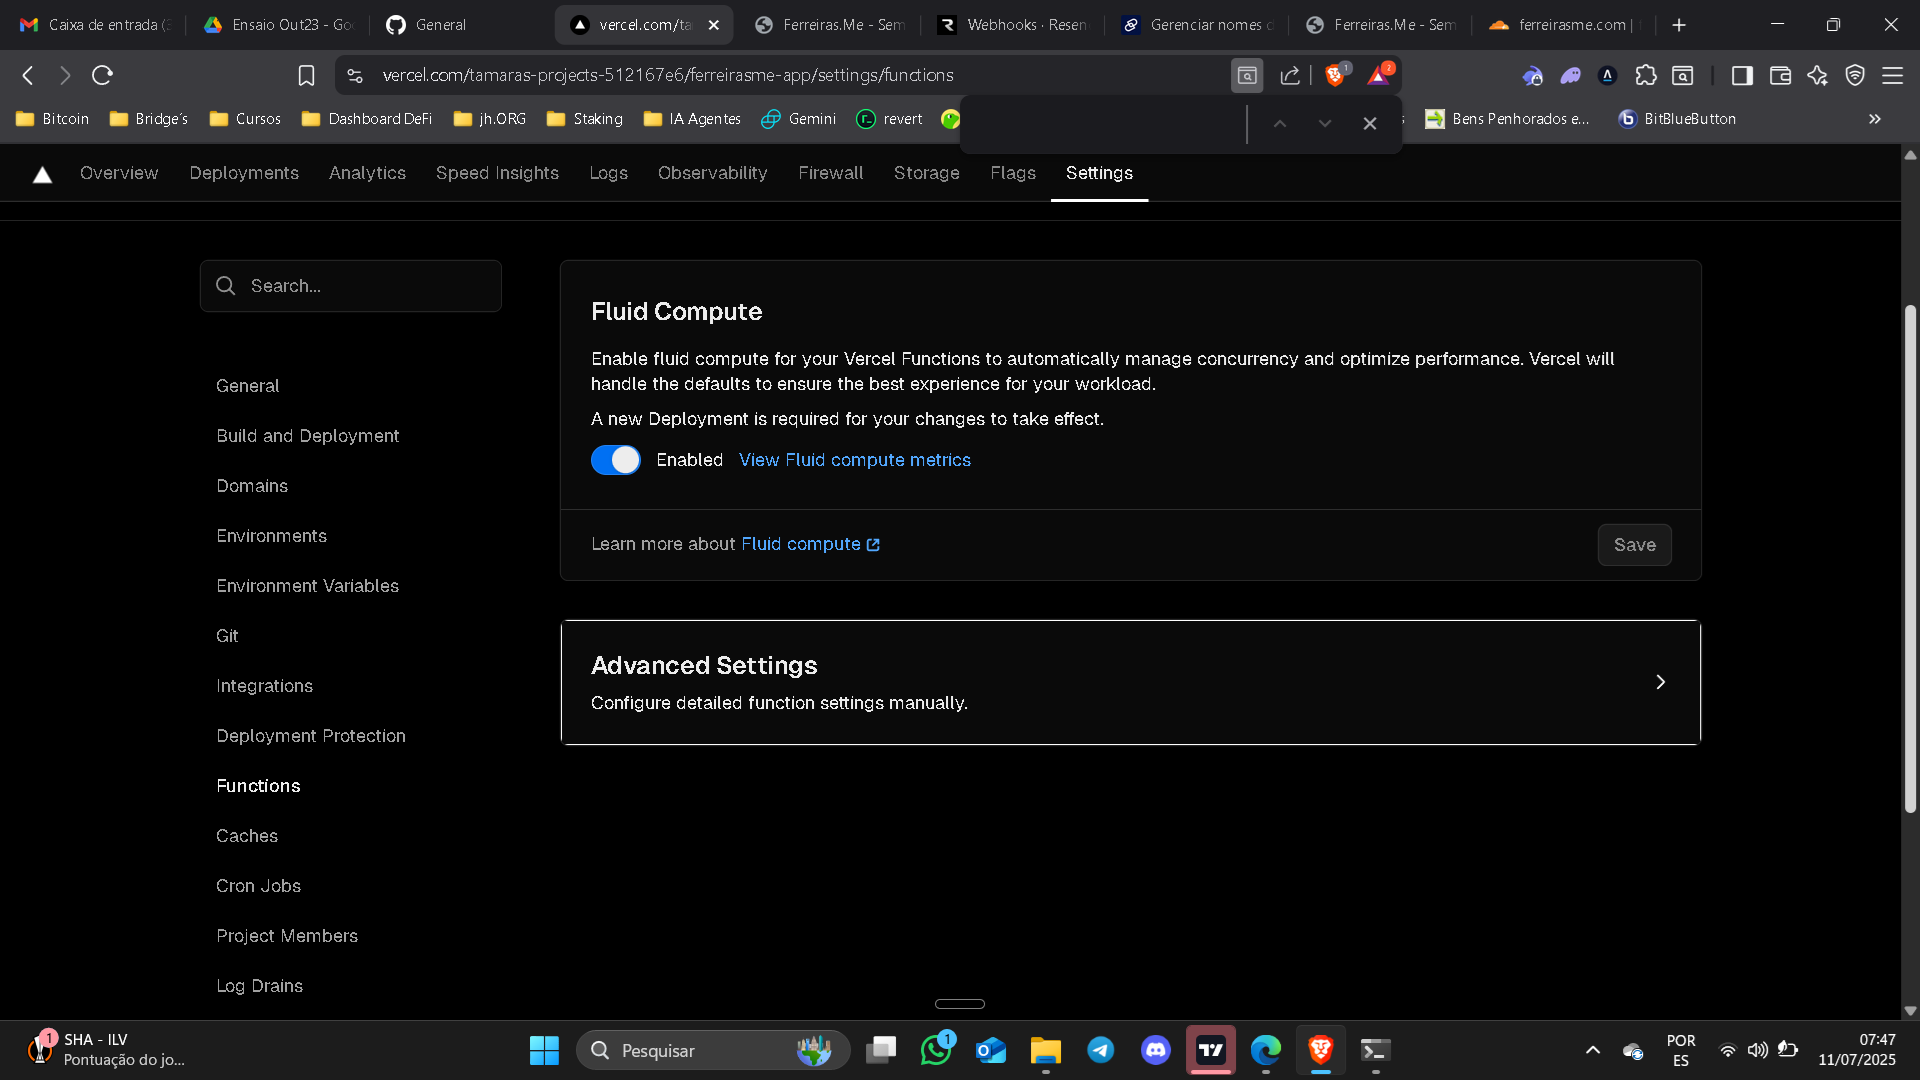 Caixa de entrada (3
Ensaio Out23 - Goo
General
vercel.com/ta
Ferreiras.Me - Sem
Webhooks · Resen
Gerenciar nomes d
Ferreiras.Me - Sem
ferreirasme.com |
vercel.com/tamaras-projects-512167e6/ferreirasme-app/settings/functions
1
2
Bitcoin
Bridge's
Cursos
Dashboard DeFi
jh.ORG
Staking
IA Agentes
Gemini
revert
Bens Penhorados e...
BitBlueButton
Overview
Deployments
Analytics
Speed Insights
Logs
Observability
Firewall
Storage
Flags
Settings
Search...
General
Build and Deployment
Domains
Environments
Environment Variables
Git
Integrations
Deployment Protection
Functions
Caches
Cron Jobs
Project Members
Log Drains
Fluid Compute
Enable fluid compute for your Vercel Functions to automatically manage concurrency and optimize performance. Vercel will
handle the defaults to ensure the best experience for your workload.
A new Deployment is required for your changes to take effect.
Enabled View Fluid compute metrics
Learn more about Fluid compute
Save
Advanced Settings
Configure detailed function settings manually.
1
SHA - ILV
Pontuação do jo...
Pesquisar
1
POR
ES
07:47
11/07/2025